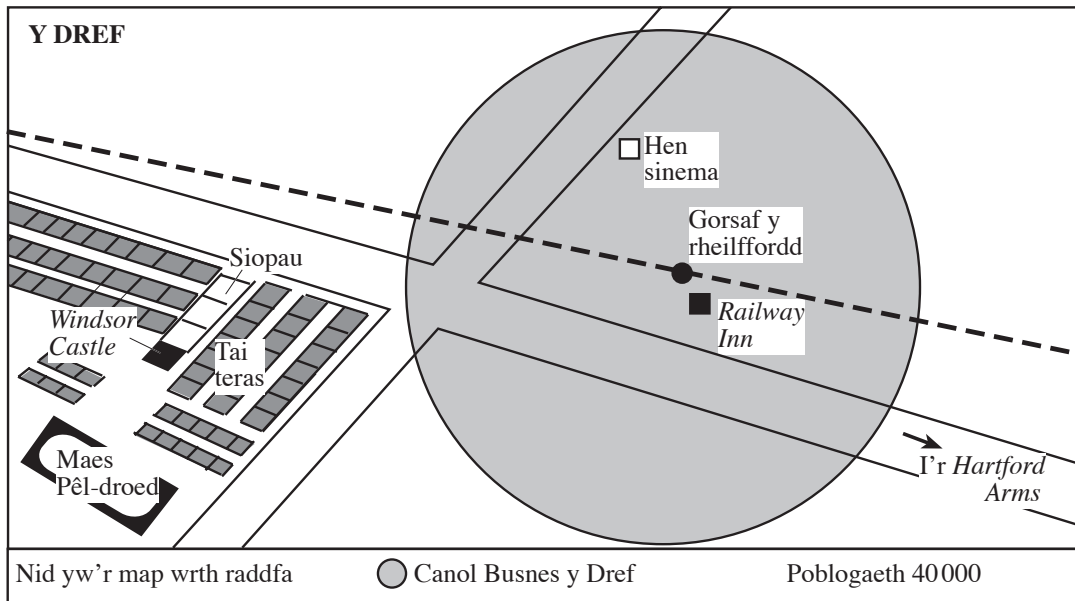 Y DREF
Hen
sinema
Gorsaf y
rheilffordd
Siopau
Railway
Inn
Windsor
Castle
Tai
teras
Maes
Pêl-droed
I'r Hartford
Arms
Nid yw'r map wrth raddfa
Canol Busnes y Dref
Poblogaeth 40 000